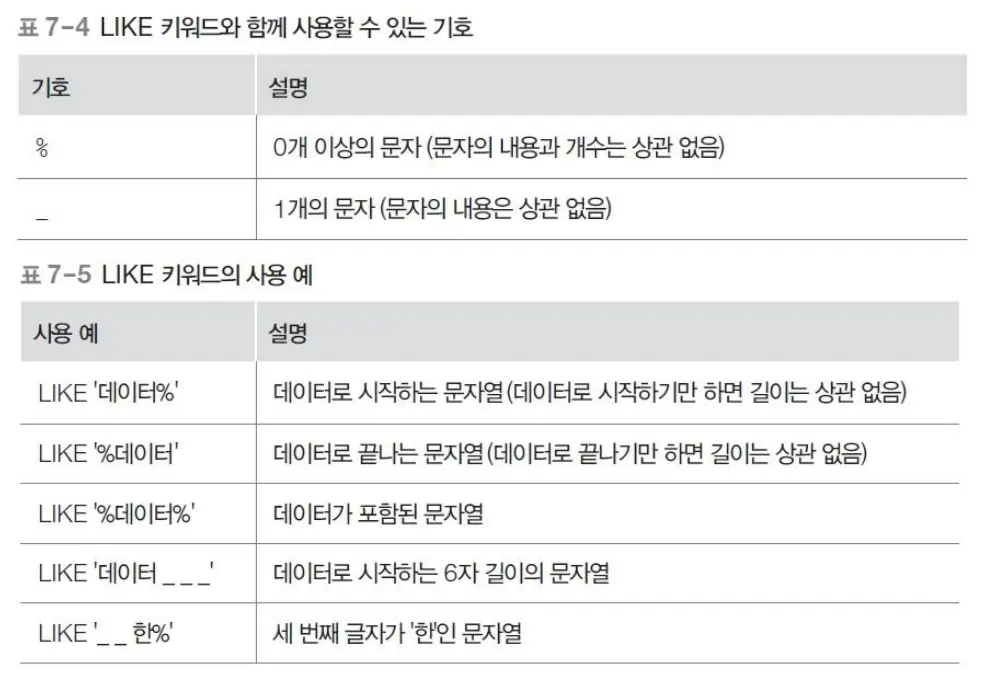 표 7-4 LIKE 키워드와 함께 사용할 수 있는 기호
기호 설명
% 0개 이상의 문자 (문자의 내용과 개수는 상관 없음)
_ 1개의 문자 (문자의 내용은 상관 없음)
표 7-5 LIKE 키워드의 사용 예
사용 예 설명
LIKE '데이터%' 데이터로 시작하는 문자열 (데이터로 시작하기만 하면 길이는 상관 없음)
LIKE '%데이터' 데이터로 끝나는 문자열 (데이터로 끝나기만 하면 길이는 상관 없음)
LIKE '%데이터%' 데이터가 포함된 문자열
LIKE '데이터 _ _ _' 데이터로 시작하는 6자 길이의 문자열
LIKE '_ _ 한%' 세 번째 글자가 '한'인 문자열